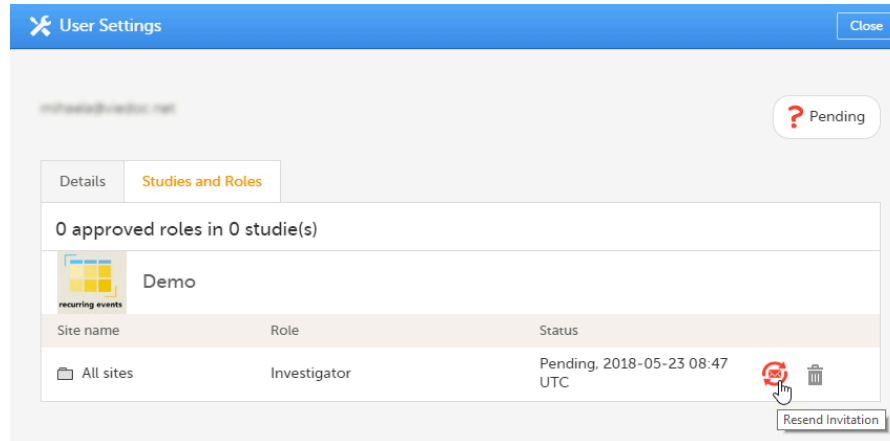 User Settings
Close
Pending
Details
Studies and Roles
0 approved roles in 0 studie(s)
recurring events
Demo
Site name Role Status
All sites Investigator Pending, 2018-05-23 08:47
UTC
Resend Invitation